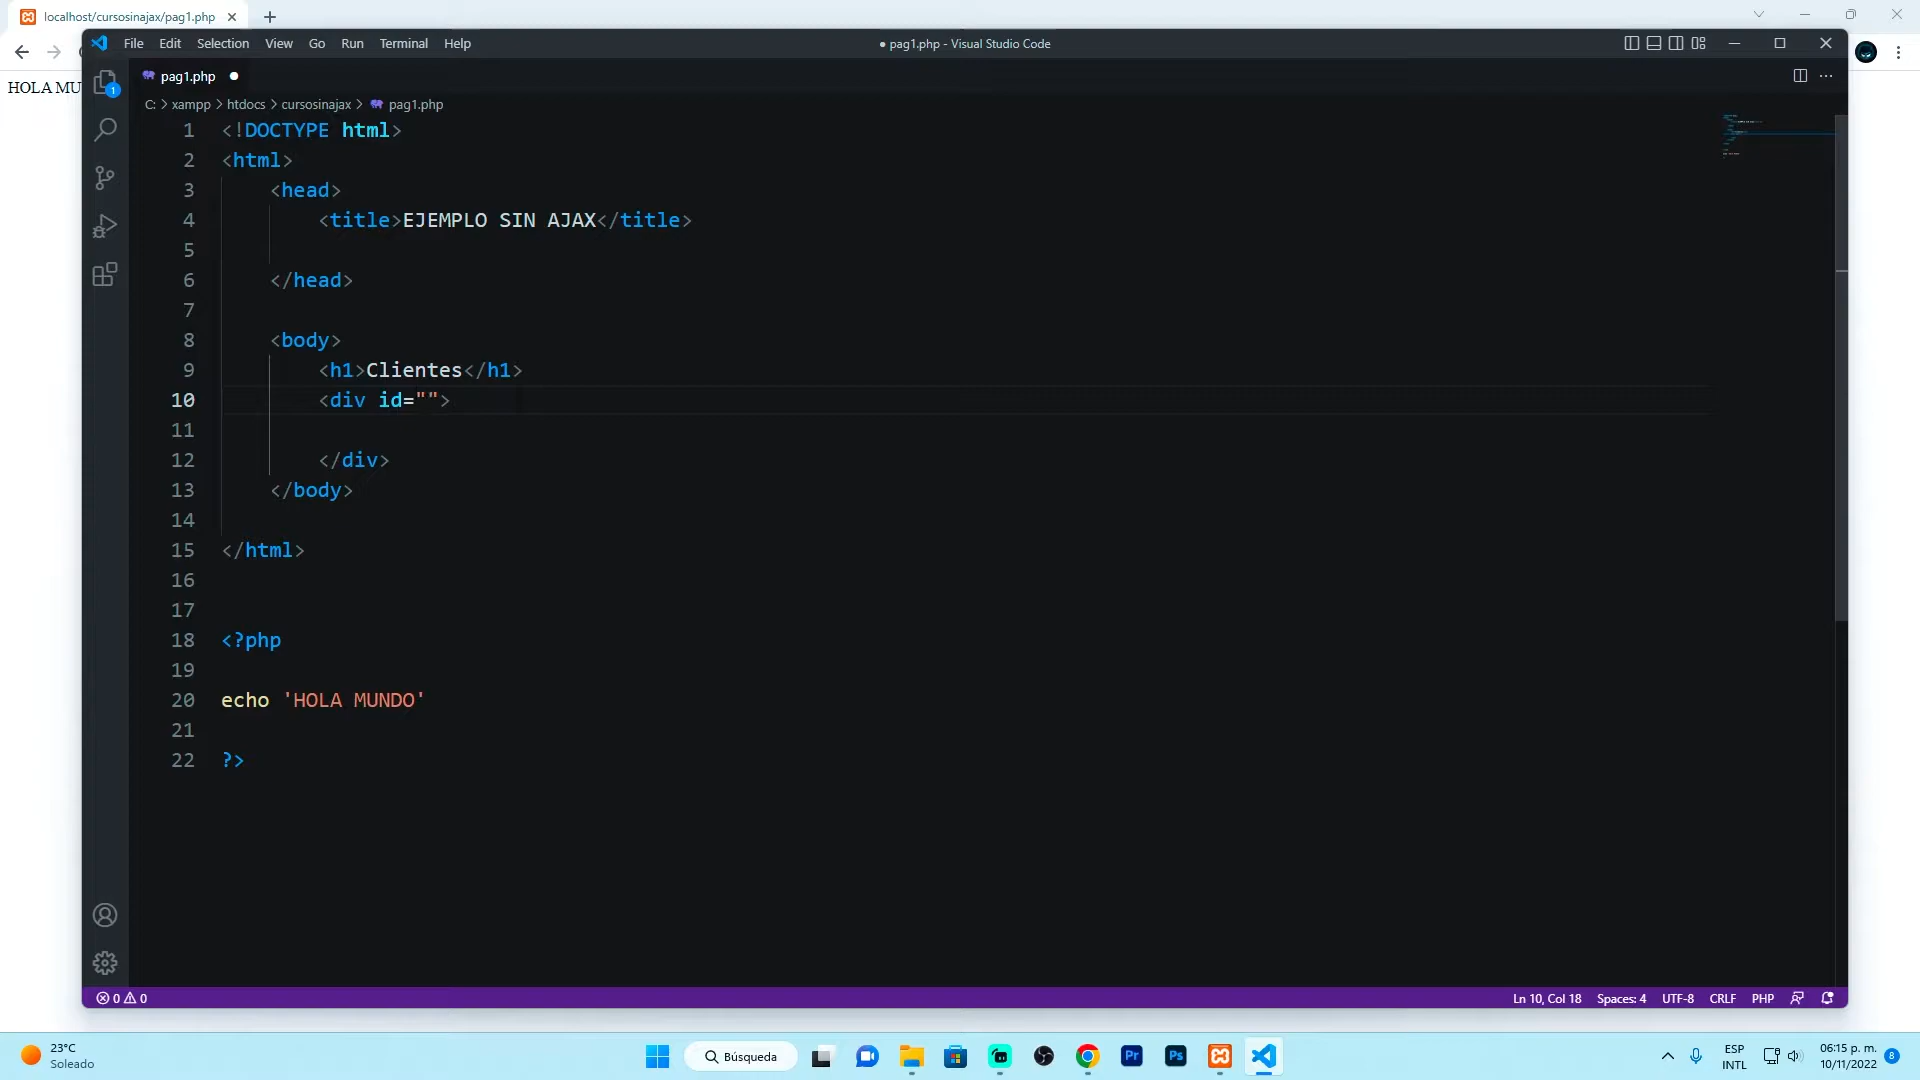 localhost/cursosinajax/pag1.php
HOLA MU
File Edit Selection View Go Run Terminal Help
● pag1.php - Visual Studio Code
1
pag1.php
C: > xampp > htdocs > cursosinajax > pag1.php
1 <!DOCTYPE html>
2 <html>
3 <head>
4 <title>EJEMPLO SIN AJAX</title>
5
6 </head>
7
8 <body>
9 <h1>Clientes</h1>
10 <div id="">
11
12 </div>
13 </body>
14
15 </html>
16
17
18 <?php
19
20 echo 'HOLA MUNDO'
21
22 ?>
0 0
Ln 10, Col 18 Spaces: 4 UTF-8 CRLF PHP
23°C
Soleado
Búsqueda
Pr
Ps
ESP
INTL
06:15 p. m.
10/11/2022
8